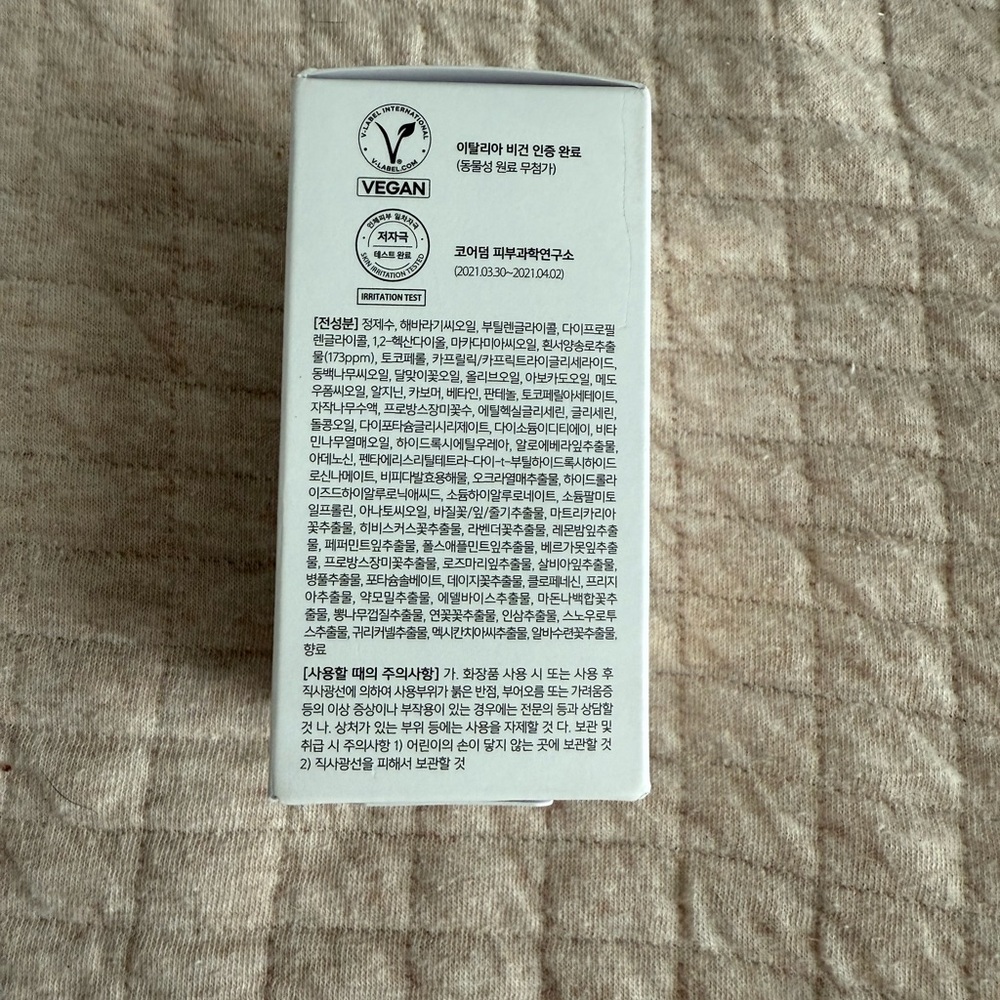 V-LABEL INTERNATIONAL
V-LABEL.COM
VEGAN
이탈리아 비건 인증 완료
(동물성 원료 무첨가)
인체피부 일차자극
저자극
테스트 완료
SKIN IRRITATION TESTED
IRRITATION TEST
코어덤 피부과학연구소
(2021.03.30~2021.04.02)
[전성분] 정제수, 해바라기씨오일, 부틸렌글라이콜, 다이프로필
렌글라이콜, 1,2-헥산다이올, 마카다미아씨오일, 흰서양송로추출
물(173ppm), 토코페롤, 카프릴릭/카프릭트라이글리세라이드,
동백나무씨오일, 달맞이꽃오일, 올리브오일, 아보카도오일, 메도
우폼씨오일, 알지닌, 카보머, 베타인, 판테놀, 토코페릴아세테이트,
자작나무수액, 프로방스장미꽃수, 에틸헥실글리세린, 글리세린,
돌콩오일, 다이포타슘글리시리제이트, 다이소듐이디티에이, 비타
민나무열매오일, 하이드록시에틸우레아, 알로에베라잎추출물,
아데노신, 펜타에리스리틸테트라-다이-t-부틸하이드록시하이드
로신나메이트, 비피다발효용해물, 오크라열매추출물, 하이드롤라
이즈드하이알루로닉애씨드, 소듐하이알루로네이트, 소듐팔미토
일프롤린, 아나토씨오일, 바질꽃/잎/줄기추출물, 마트리카리아
꽃추출물, 히비스커스꽃추출물, 라벤더꽃추출물, 레몬밤잎추출
물, 페퍼민트잎추출물, 폴스애플민트잎추출물, 베르가못잎추출
물, 프로방스장미꽃추출물, 로즈마리잎추출물, 살비아잎추출물,
병풀추출물, 포타슘솔베이트, 데이지꽃추출물, 클로페네신, 프리지
아추출물, 약모밀추출물, 에델바이스추출물, 마돈나백합꽃추
출물, 뽕나무껍질추출물, 연꽃꽃추출물, 인삼추출물, 스노우로투
스추출물, 귀리커넬추출물, 멕시칸치아씨추출물, 알바수련꽃추출물,
향료
[사용할 때의 주의사항] 가. 화장품 사용 시 또는 사용 후
직사광선에 의하여 사용부위가 붉은 반점, 부어오름 또는 가려움증
등의 이상 증상이나 부작용이 있는 경우에는 전문의 등과 상담할
것 나. 상처가 있는 부위 등에는 사용을 자제할 것 다. 보관 및
취급 시 주의사항 1) 어린이의 손이 닿지 않는 곳에 보관할 것
2) 직사광선을 피해서 보관할 것